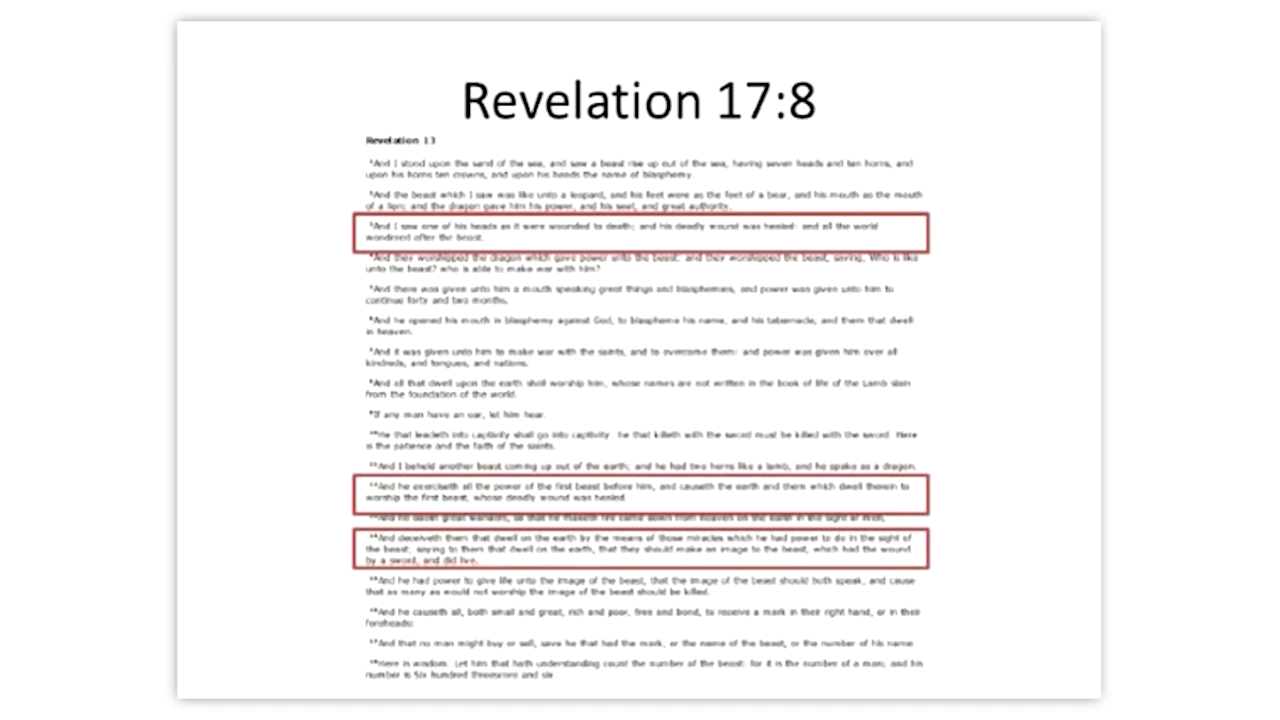 Revelation 17:8
Revelation 13
¹And I stood upon the sand of the sea, and saw a beast rise up out of the sea, having seven heads and ten horns, and
upon his horns ten crowns, and upon his heads the name of blasphemy.
²And the beast which I saw was like unto a leopard, and his feet were as the feet of a bear, and his mouth as the mouth
of a lion: and the dragon gave him his power, and his seat, and great authority.
³And I saw one of his heads as it were wounded to death; and his deadly wound was healed: and all the world
wondered after the beast.
⁴And they worshipped the dragon which gave power unto the beast: and they worshipped the beast, saying, Who is like
unto the beast? who is able to make war with him?
⁵And there was given unto him a mouth speaking great things and blasphemies; and power was given unto him to
continue forty and two months.
⁶And he opened his mouth in blasphemy against God, to blaspheme his name, and his tabernacle, and them that dwell
in heaven.
⁷And it was given unto him to make war with the saints, and to overcome them: and power was given him over all
kindreds, and tongues, and nations.
⁸And all that dwell upon the earth shall worship him, whose names are not written in the book of life of the Lamb slain
from the foundation of the world.
⁹If any man have an ear, let him hear.
¹⁰He that leadeth into captivity shall go into captivity: he that killeth with the sword must be killed with the sword. Here
is the patience and the faith of the saints.
¹¹And I beheld another beast coming up out of the earth; and he had two horns like a lamb, and he spake as a dragon.
¹²And he exerciseth all the power of the first beast before him, and causeth the earth and them which dwell therein to
worship the first beast, whose deadly wound was healed.
¹³And he doeth great wonders, so that he maketh fire come down from heaven on the earth in the sight of men,
¹⁴And deceiveth them that dwell on the earth by the means of those miracles which he had power to do in the sight of
the beast; saying to them that dwell on the earth, that they should make an image to the beast, which had the wound
by a sword, and did live.
¹⁵And he had power to give life unto the image of the beast, that the image of the beast should both speak, and cause
that as many as would not worship the image of the beast should be killed.
¹⁶And he causeth all, both small and great, rich and poor, free and bond, to receive a mark in their right hand, or in their
foreheads:
¹⁷And that no man might buy or sell, save he that had the mark, or the name of the beast, or the number of his name.
¹⁸Here is wisdom. Let him that hath understanding count the number of the beast: for it is the number of a man; and his
number is Six hundred threescore and six